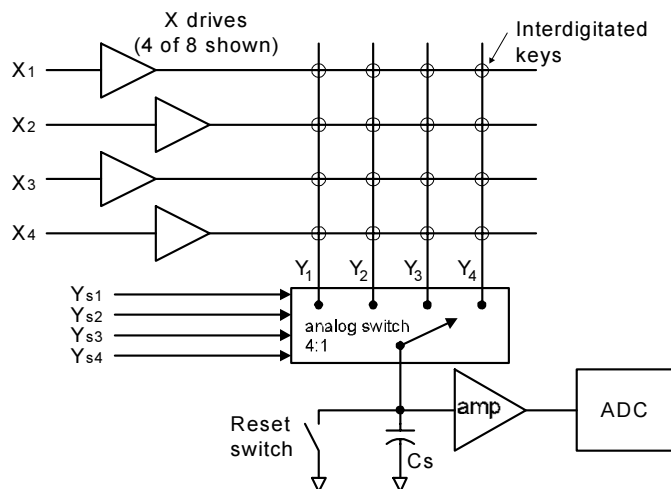 X drives
(4 of 8 shown)
Interdigitated
keys
X1
X2
X3
X4
Y1 Y2 Y3 Y4
Ys1
Ys2
Ys3
Ys4
analog switch
4:1
Reset
switch
Cs
amp
ADC